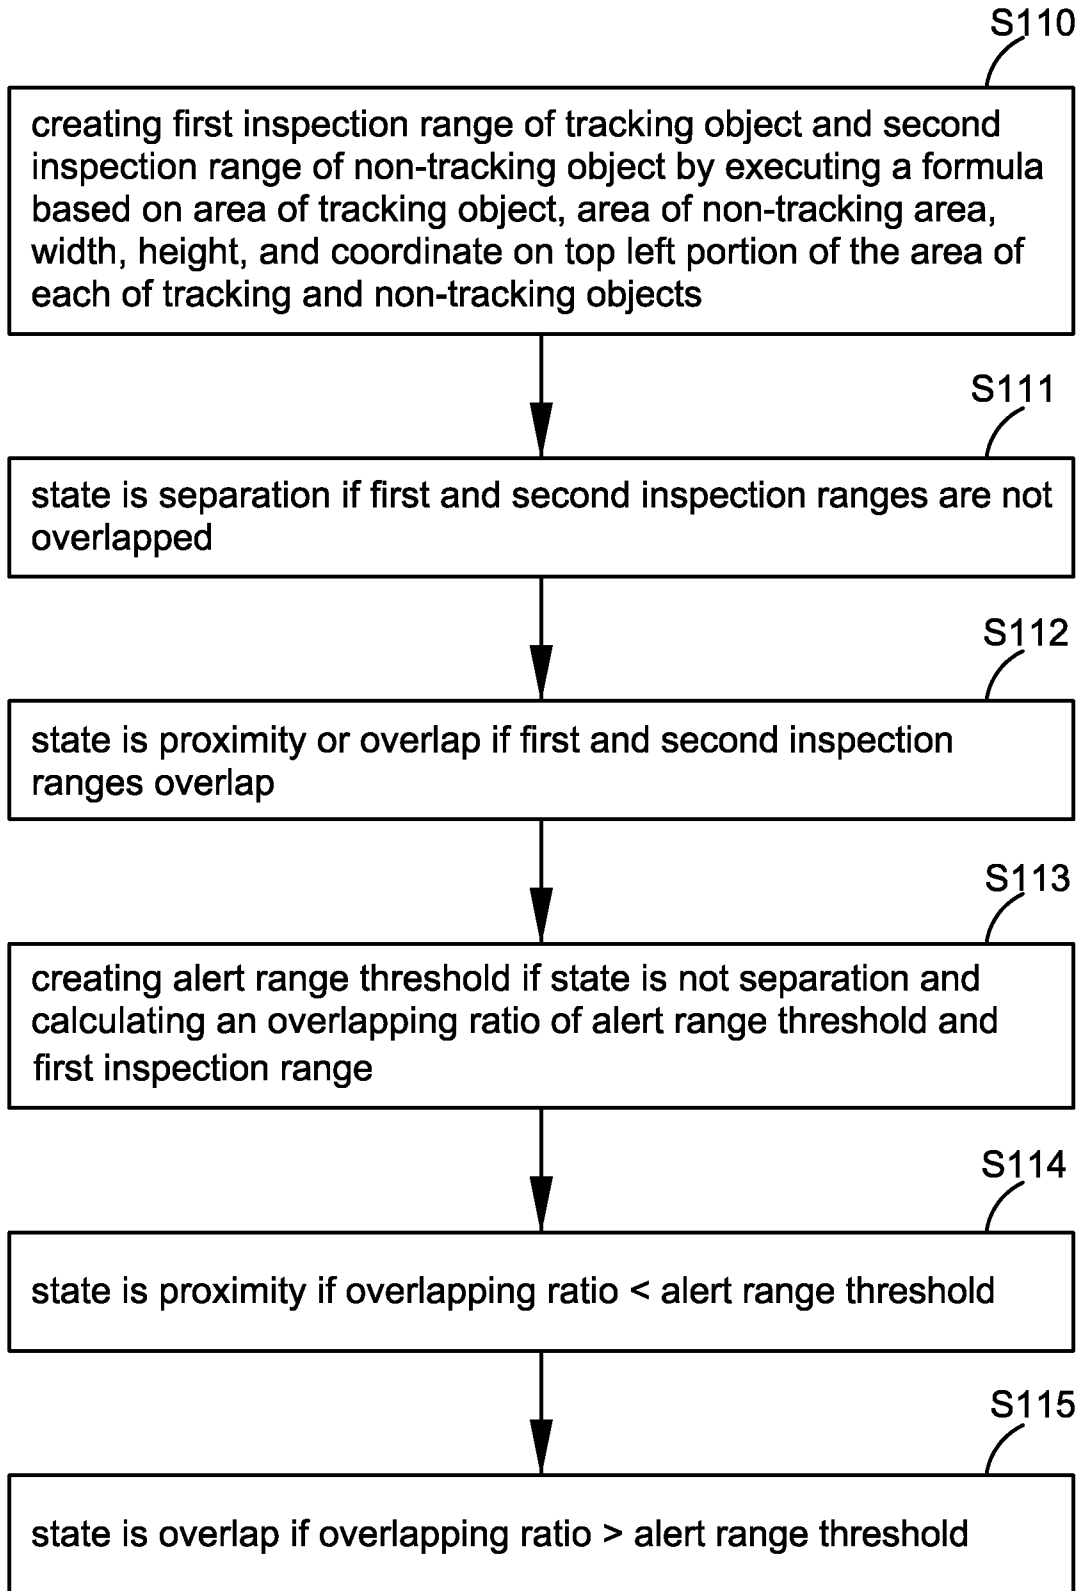 S110
creating first inspection range of tracking object and second
inspection range of non-tracking object by executing a formula
based on area of tracking object, area of non-tracking area,
width, height, and coordinate on top left portion of the area of
each of tracking and non-tracking objects
S111
state is separation if first and second inspection ranges are not
overlapped
S112
state is proximity or overlap if first and second inspection
ranges overlap
S113
creating alert range threshold if state is not separation and
calculating an overlapping ratio of alert range threshold and
first inspection range
S114
state is proximity if overlapping ratio < alert range threshold
S115
state is overlap if overlapping ratio > alert range threshold